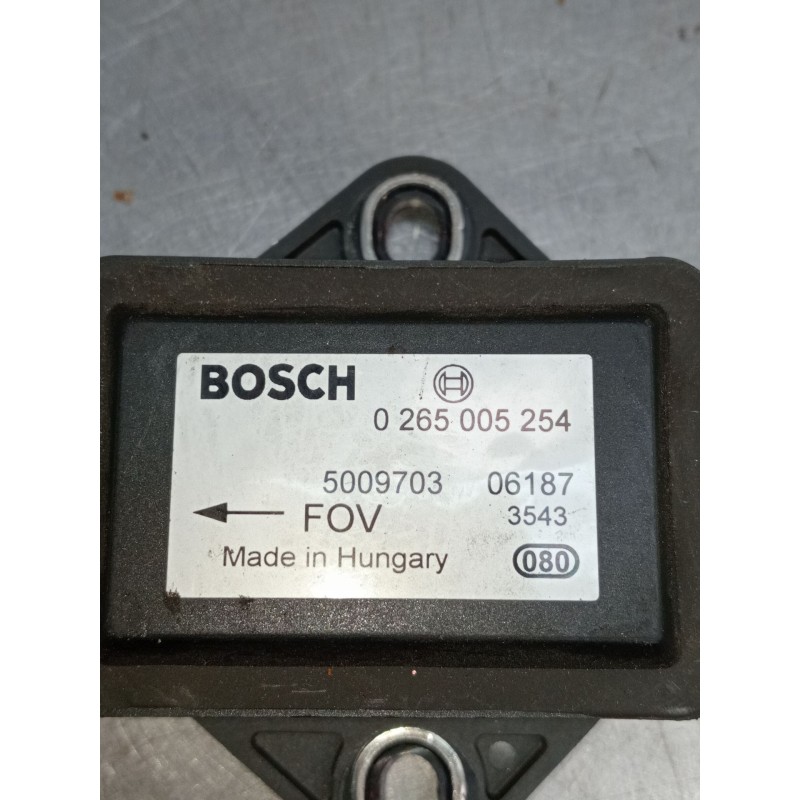 BOSCH
0 265 005 254
5009703 06187
FOV 3543
Made in Hungary 080